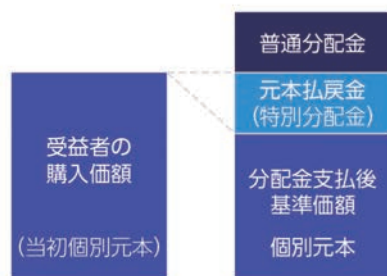 受益者の
購入価額
(当初個別元本)
普通分配金
元本払戻金
(特別分配金)
分配金支払後
基準価額
個別元本